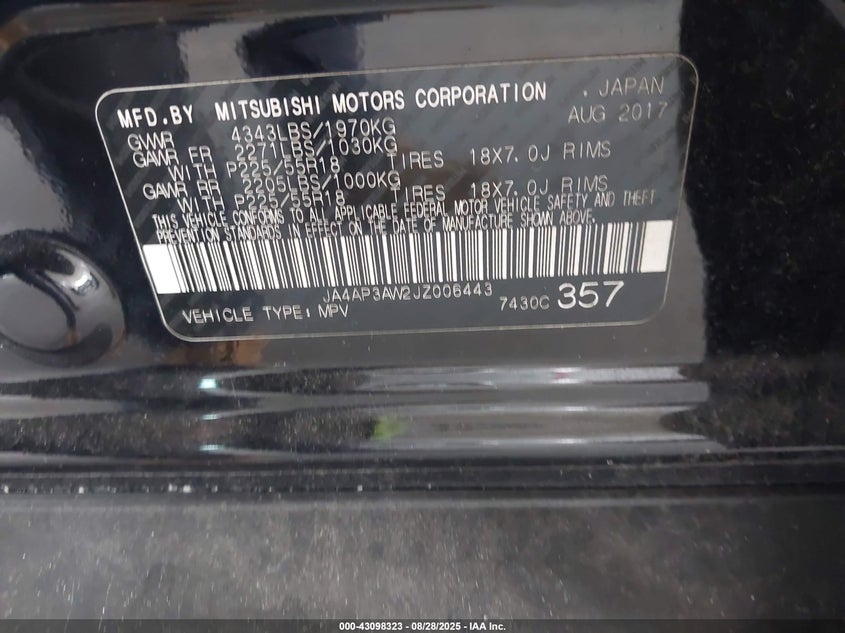 MFD.BY MITSUBISHI MOTORS CORPORATION . JAPAN
AUG 2017
GVWR 4343LBS/1970KG
GAWR FR 2271LBS/1030KG
WITH P225/55R18 TIRES 18X7.0J RIMS
GAWR RR 2205LBS/1000KG
WITH P225/55R18 TIRES 18X7.0J RIMS
THIS VEHICLE CONFORMS TO ALL APPLICABLE FEDERAL MOTOR VEHICLE SAFETY AND THEFT
PREVENTION STANDARDS IN EFFECT ON THE DATE OF MANUFACTURE SHOWN ABOVE.
JA4AP3AW2JZ006443
VEHICLE TYPE: MPV 7430C 357
000-43098323 - 08/28/2025 - IAA Inc.